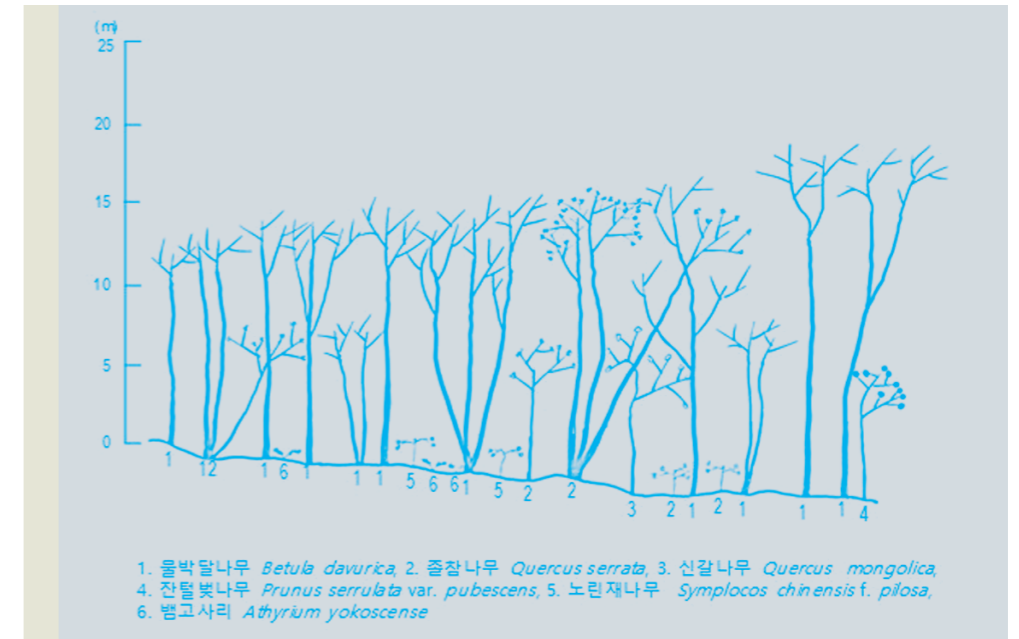 (m)
25
20
15
10
5
0
1 12 1 6 1 1 1 5 6 6 1 5 2 2 3 2 1 2 1 1 1 4
1. 물박달나무 Betula davurica, 2. 졸참나무 Quercus serrata, 3. 신갈나무 Quercus mongolica,
4. 잔털벚나무 Prunus serrulata var. pubescens, 5. 노린재나무 Symplocos chinensis f. pilosa,
6. 뱀고사리 Athyrium yokoscense